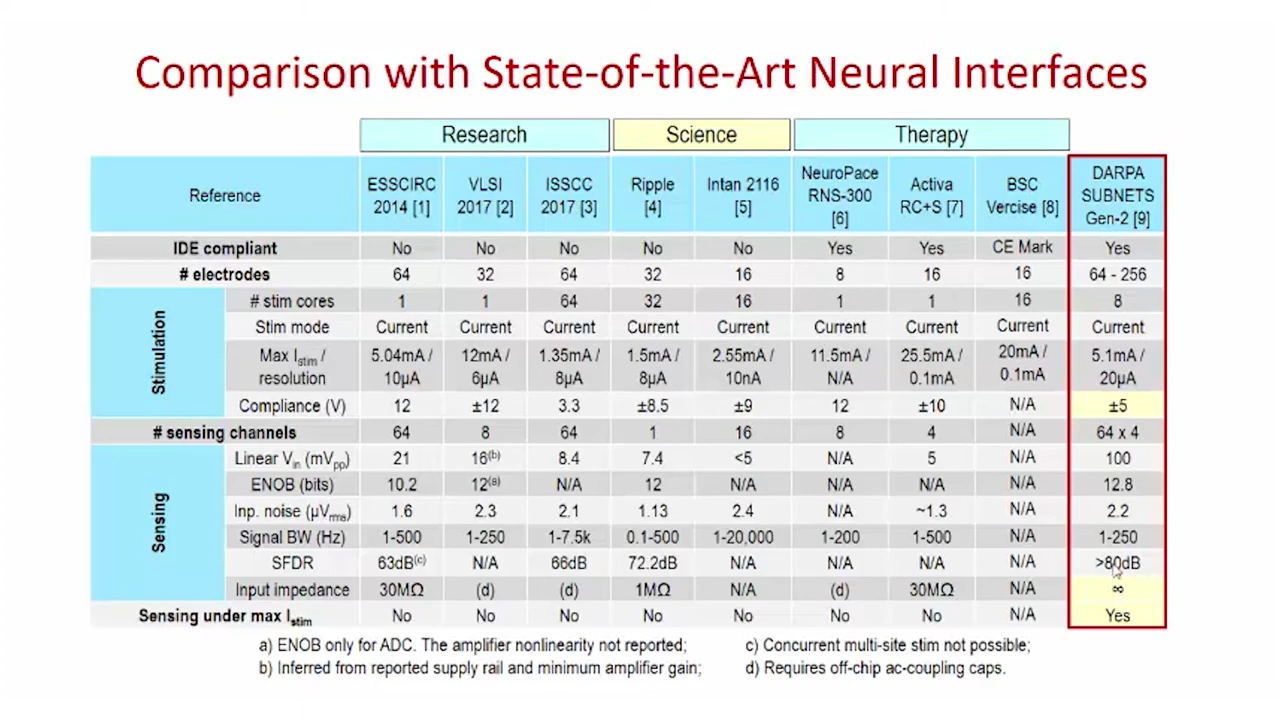 Comparison with State-of-the-Art Neural Interfaces
Research Science Therapy
Reference ESSCIRC 2014 [1] VLSI 2017 [2] ISSCC 2017 [3] Ripple [4] Intan 2116 [5] NeuroPace RNS-300 [6] Activa RC+S [7] BSC Vercise [8] DARPA SUBNETS Gen-2 [9]
IDE compliant No No No No No Yes Yes CE Mark Yes
# electrodes 64 32 64 32 16 8 16 16 64 - 256
Stimulation
# stim cores 1 1 64 32 16 1 1 16 8
Stim mode Current Current Current Current Current Current Current Current Current
Max Istim / resolution 5.04mA / 10µA 12mA / 6µA 1.35mA / 8µA 1.5mA / 8µA 2.55mA / 10nA 11.5mA / N/A 25.5mA / 0.1mA 20mA / 0.1mA 5.1mA / 20µA
Compliance (V) 12 ±12 3.3 ±8.5 ±9 12 ±10 N/A ±5
# sensing channels 64 8 64 1 16 8 4 N/A 64 x 4
Sensing
Linear Vin (mVpp) 21 16(b) 8.4 7.4 <5 N/A 5 N/A 100
ENOB (bits) 10.2 12(a) N/A 12 N/A N/A N/A N/A 12.8
Inp. noise (µVrms) 1.6 2.3 2.1 1.13 2.4 N/A ~1.3 N/A 2.2
Signal BW (Hz) 1-500 1-250 1-7.5k 0.1-500 1-20,000 1-200 1-500 N/A 1-250
SFDR 63dB(c) N/A 66dB 72.2dB N/A N/A N/A N/A >80dB
Input impedance 30MΩ (d) (d) 1MΩ N/A (d) 30MΩ N/A ∞
Sensing under max Istim No No No No No No No N/A Yes
a) ENOB only for ADC. The amplifier nonlinearity not reported; c) Concurrent multi-site stim not possible;
b) Inferred from reported supply rail and minimum amplifier gain; d) Requires off-chip ac-coupling caps.